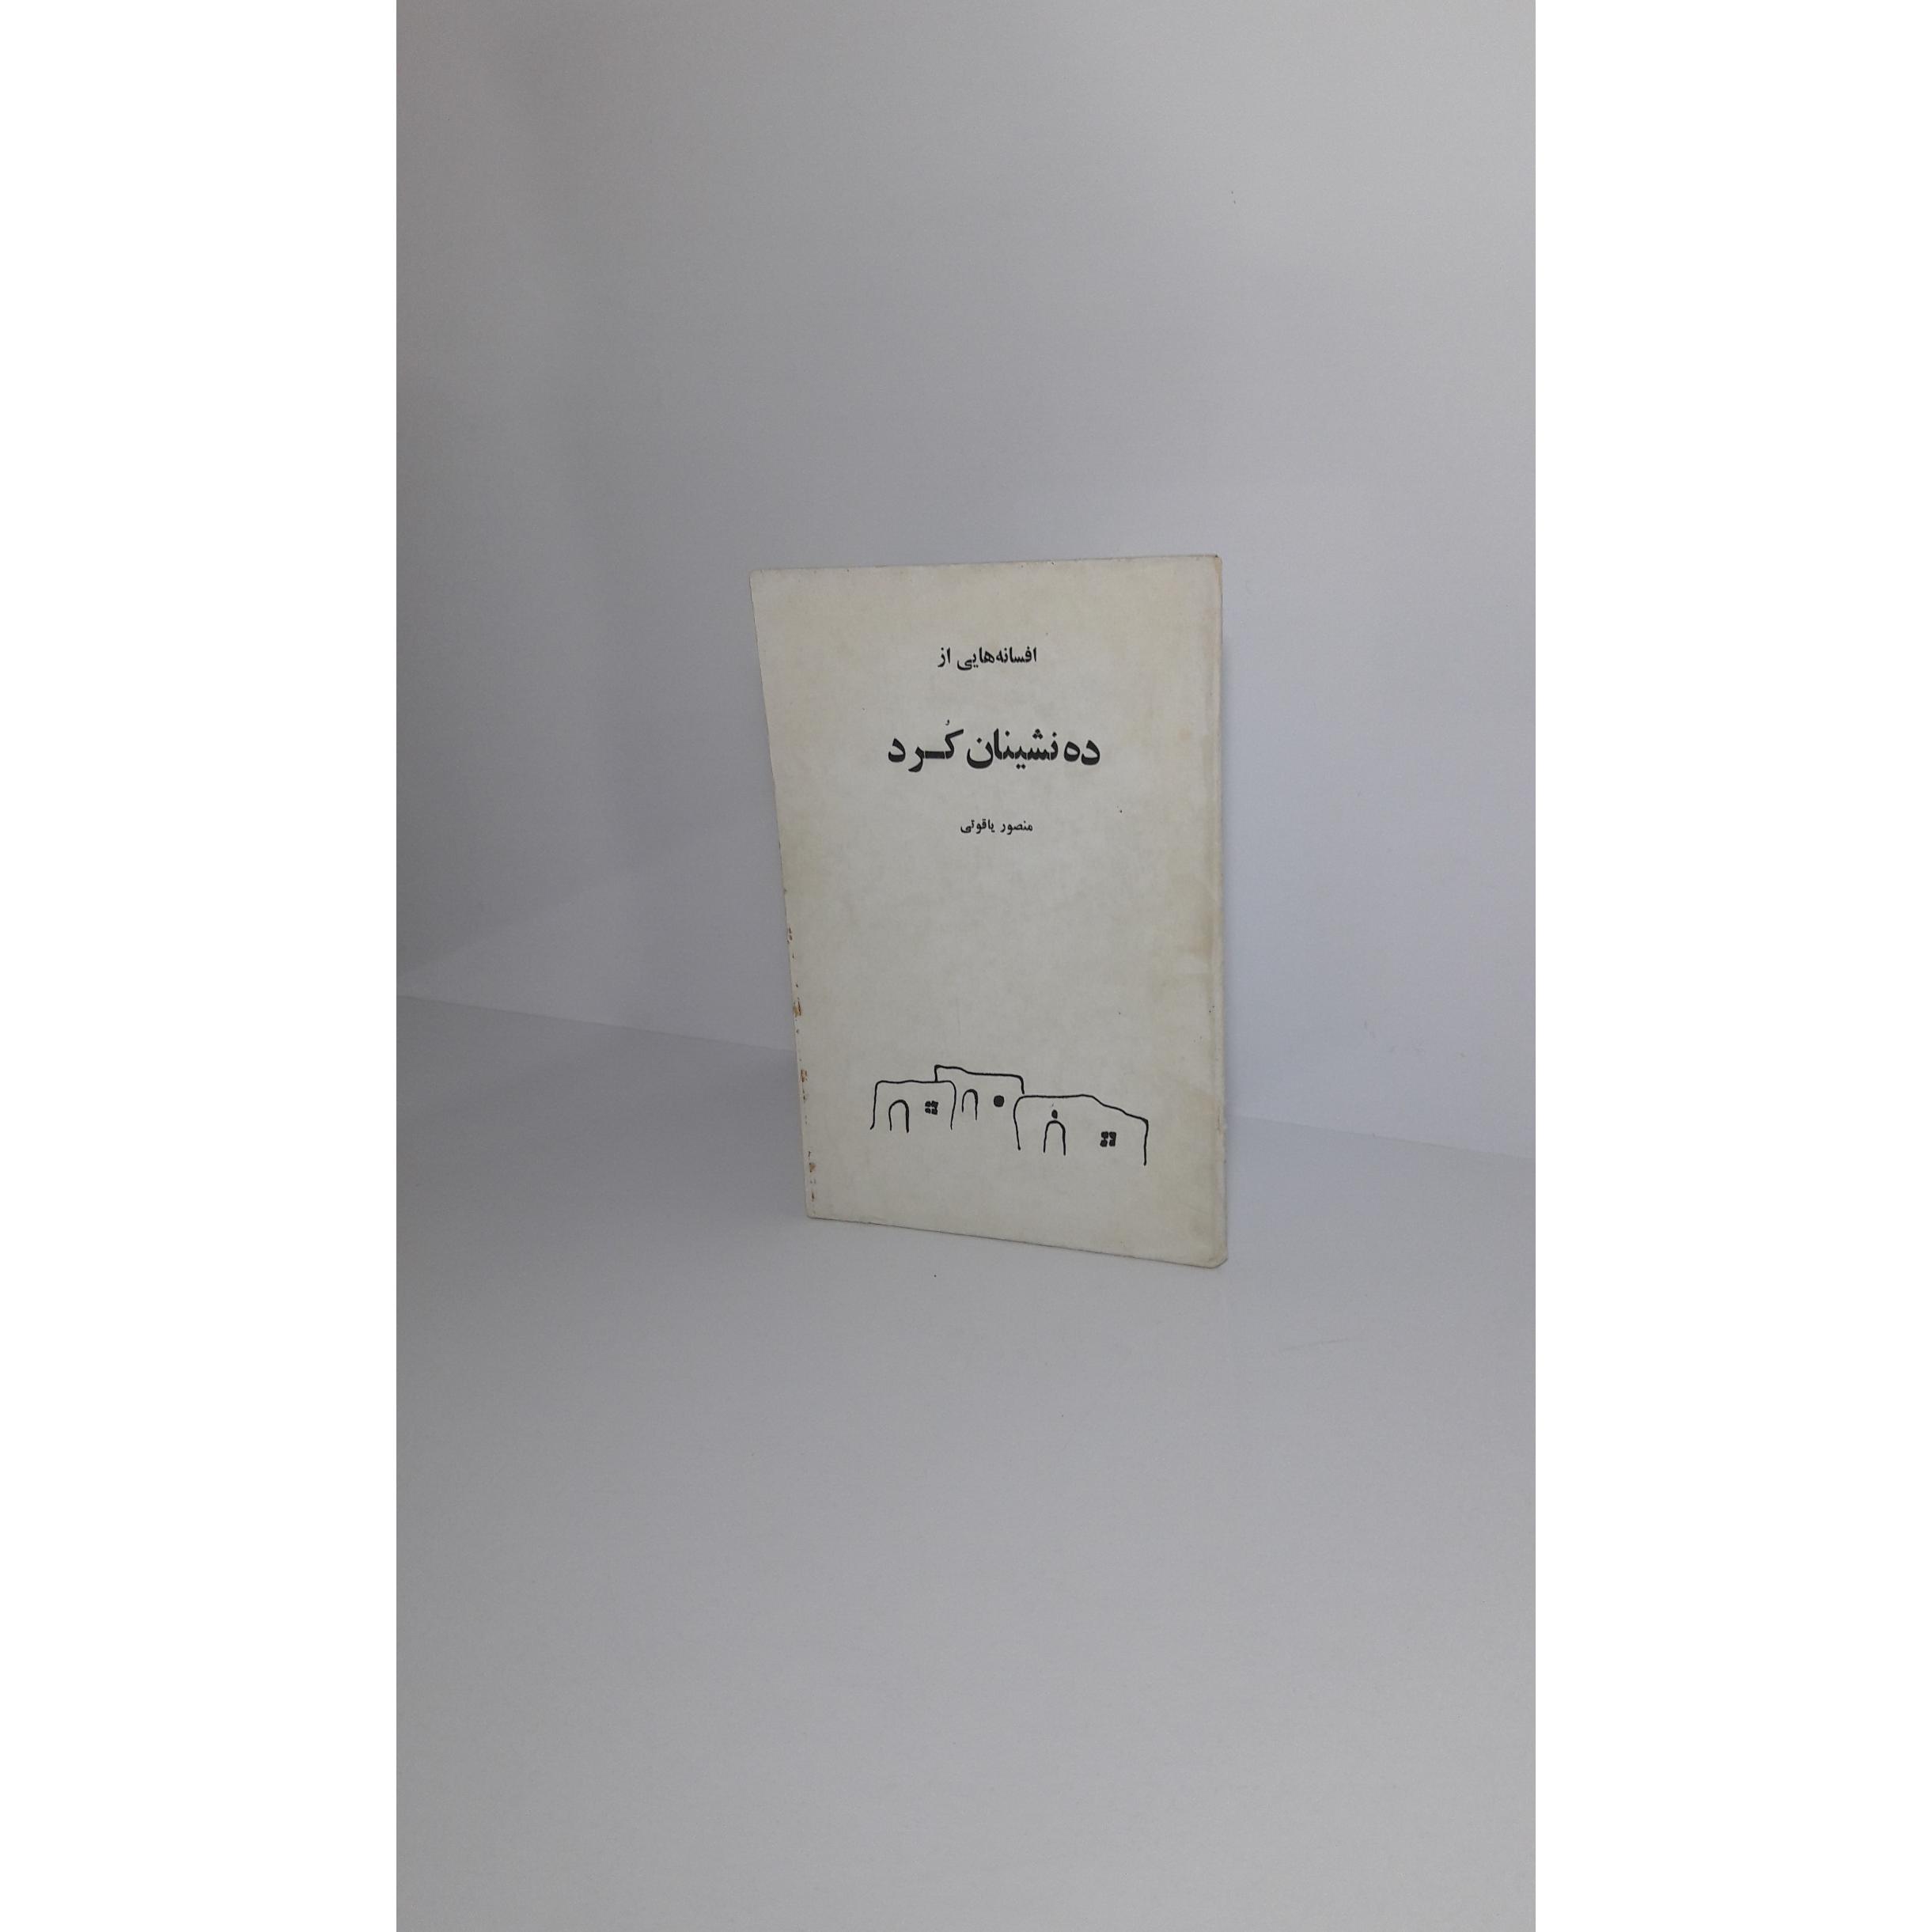 افسانه‌هایی از
ده‌نشینان کُرد
منصور یاقوتی